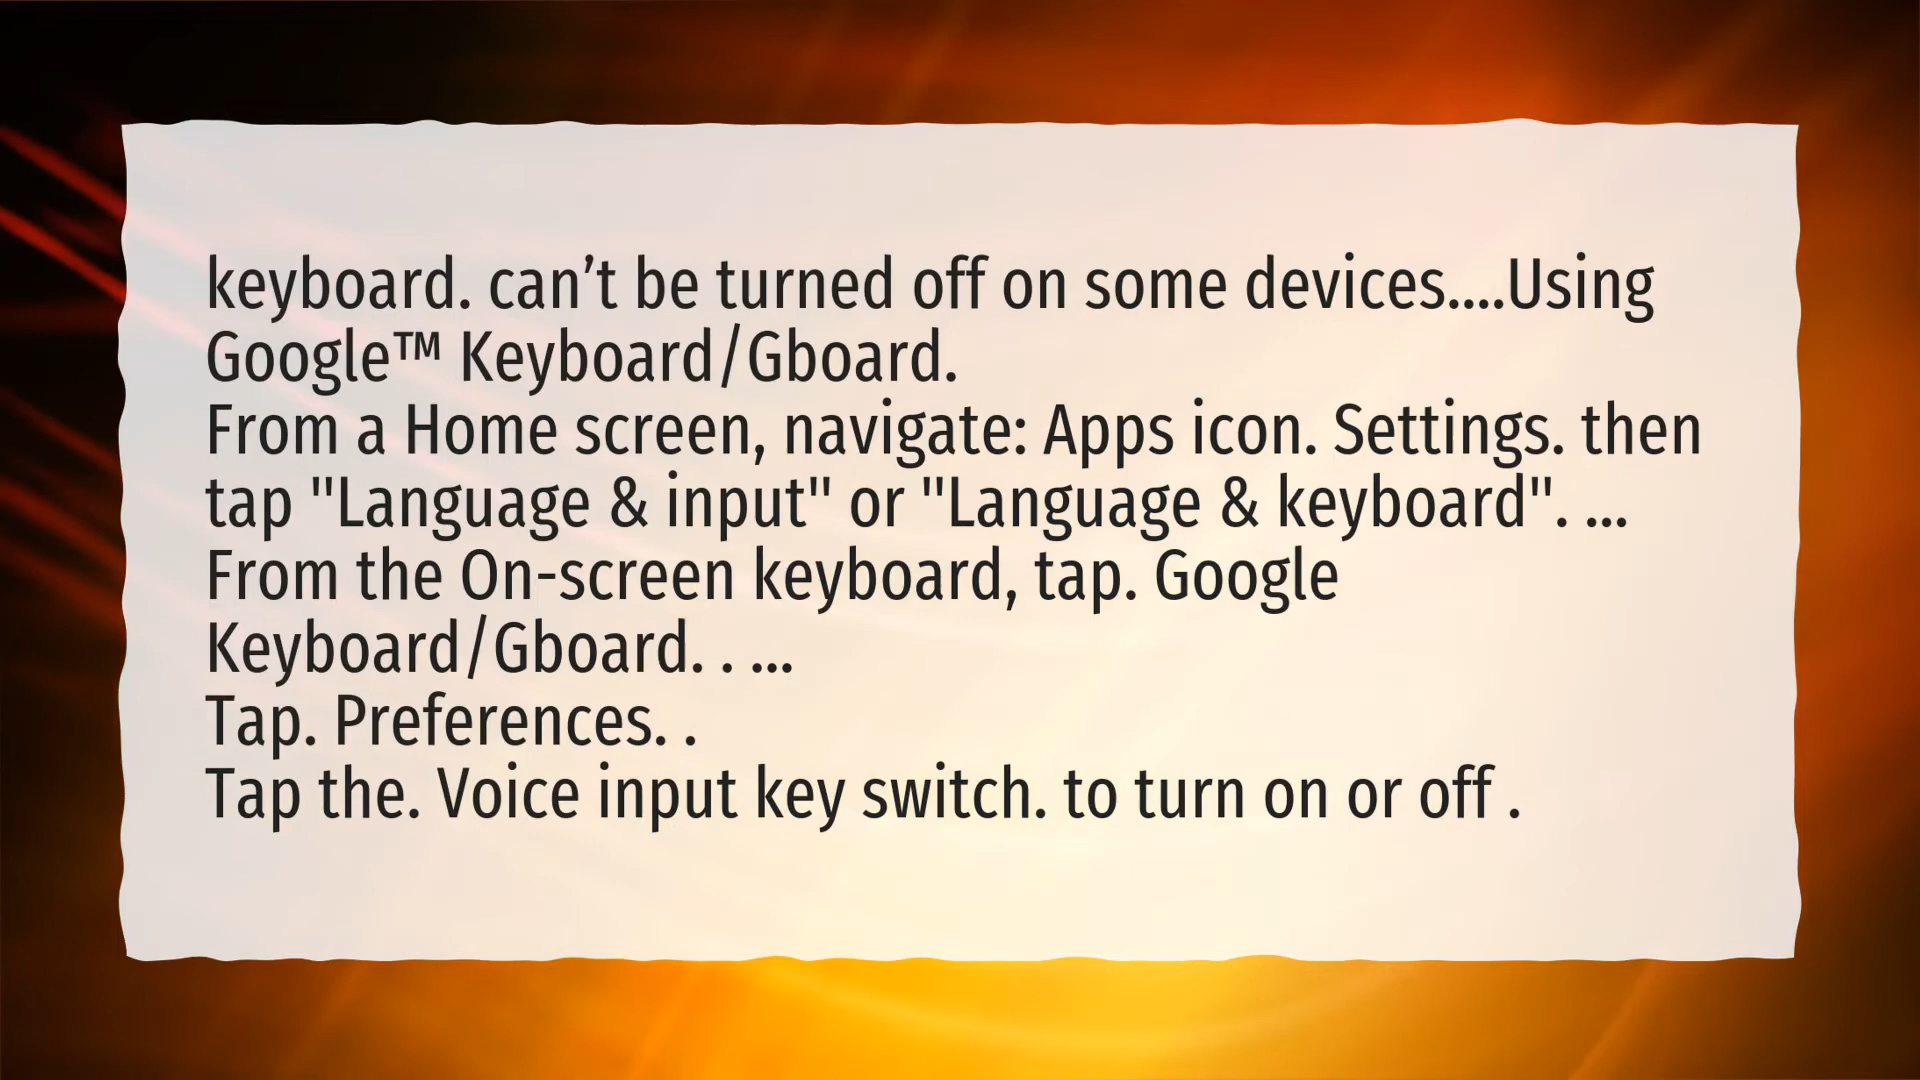 keyboard. can’t be turned off on some devices....Using
Google™ Keyboard/Gboard.
From a Home screen, navigate: Apps icon. Settings. then
tap "Language & input" or "Language & keyboard". ...
From the On-screen keyboard, tap. Google
Keyboard/Gboard. . ...
Tap. Preferences. .
Tap the. Voice input key switch. to turn on or off .